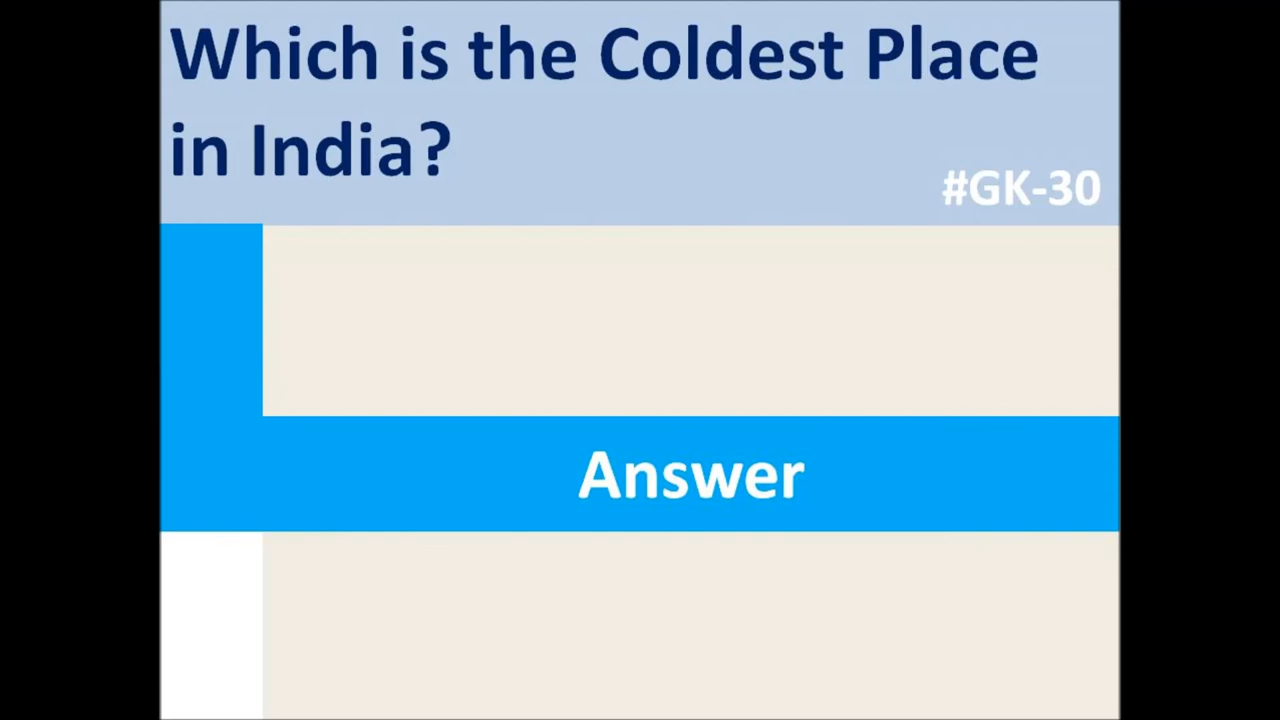 Which is the Coldest Place
in India?
#GK-30
Answer